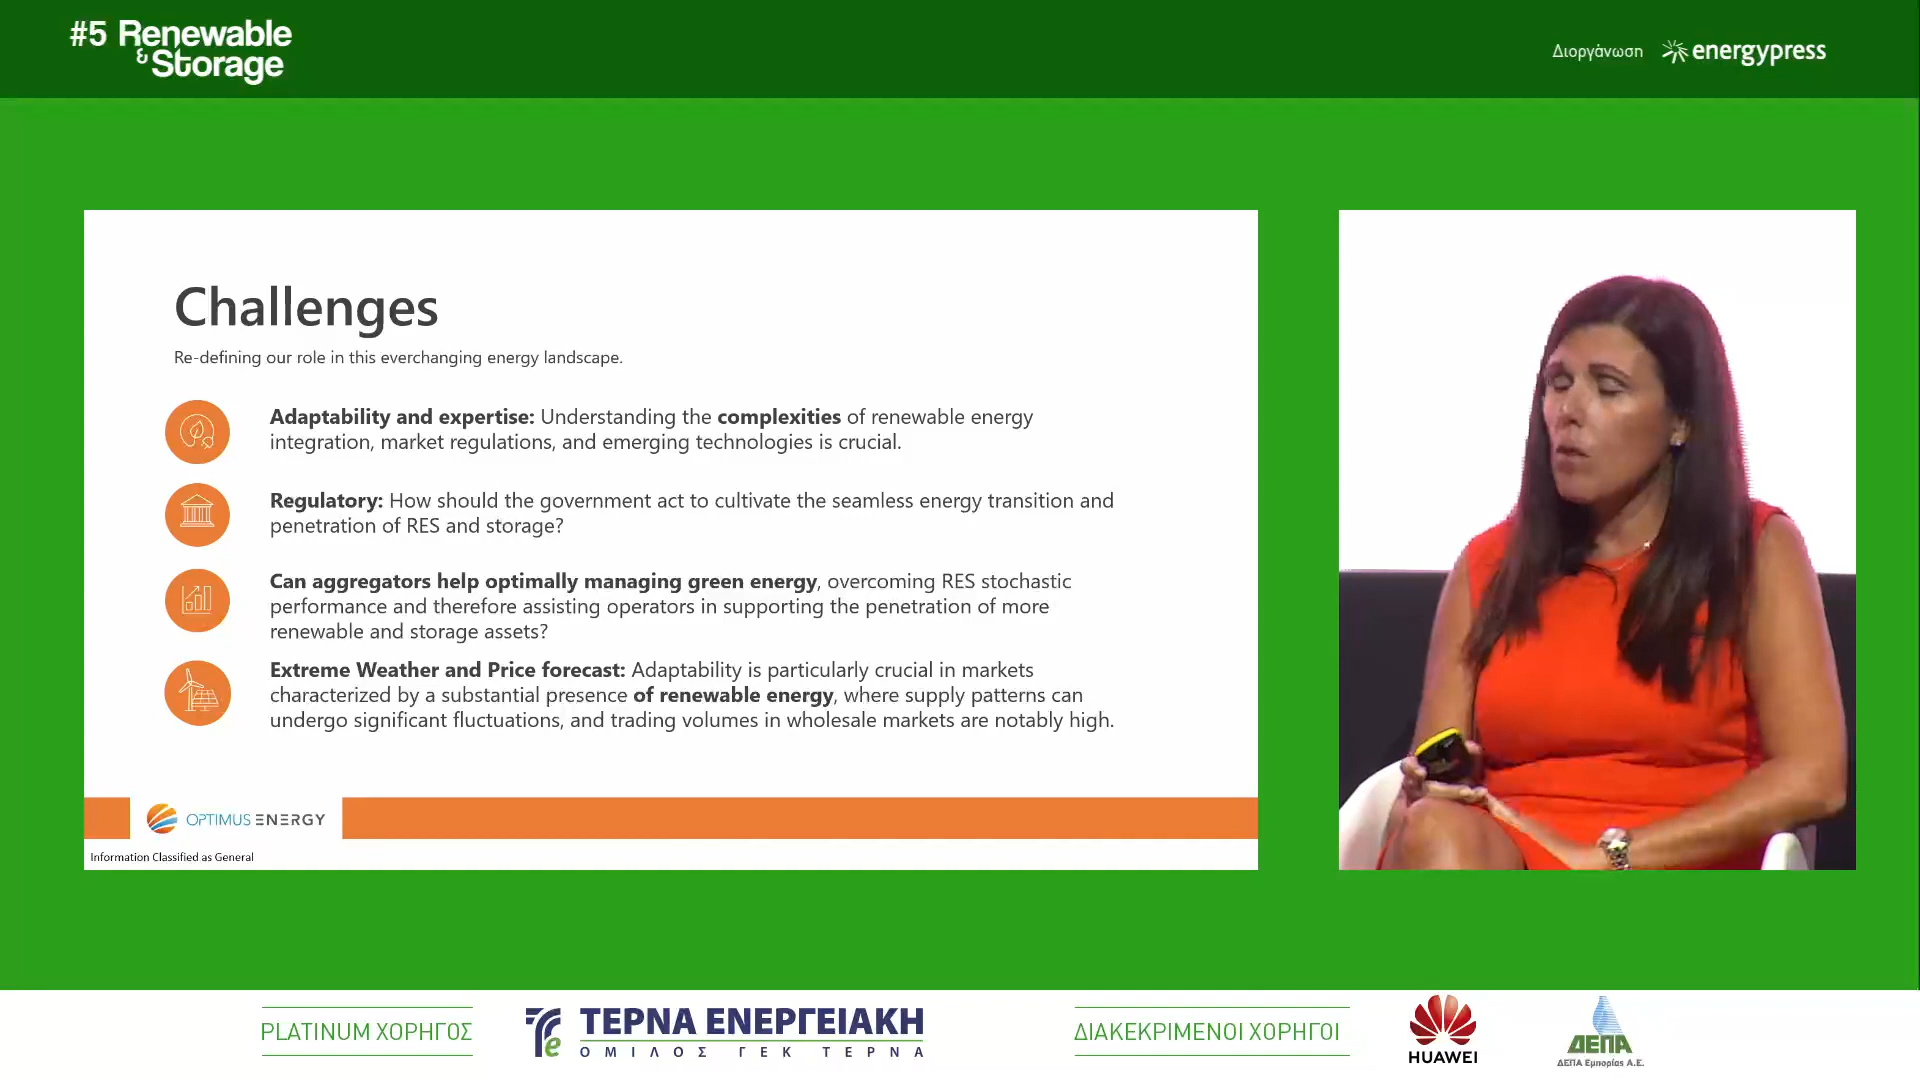 #5 Renewable
& Storage
Διοργάνωση energypress
Challenges
Re-defining our role in this everchanging energy landscape.
Adaptability and expertise: Understanding the complexities of renewable energy
integration, market regulations, and emerging technologies is crucial.
Regulatory: How should the government act to cultivate the seamless energy transition and
penetration of RES and storage?
Can aggregators help optimally managing green energy, overcoming RES stochastic
performance and therefore assisting operators in supporting the penetration of more
renewable and storage assets?
Extreme Weather and Price forecast: Adaptability is particularly crucial in markets
characterized by a substantial presence of renewable energy, where supply patterns can
undergo significant fluctuations, and trading volumes in wholesale markets are notably high.
OPTIMUS ENERGY
Information Classified as General
PLATINUM ΧΟΡΗΓΟΣ
ΤΕΡΝΑ ΕΝΕΡΓΕΙΑΚΗ
ΟΜΙΛΟΣ ΓΕΚ ΤΕΡΝΑ
ΔΙΑΚΕΚΡΙΜΕΝΟΙ ΧΟΡΗΓΟΙ
HUAWEI
ΔΕΠΑ
ΔΕΠΑ Εμπορίας Α.Ε.